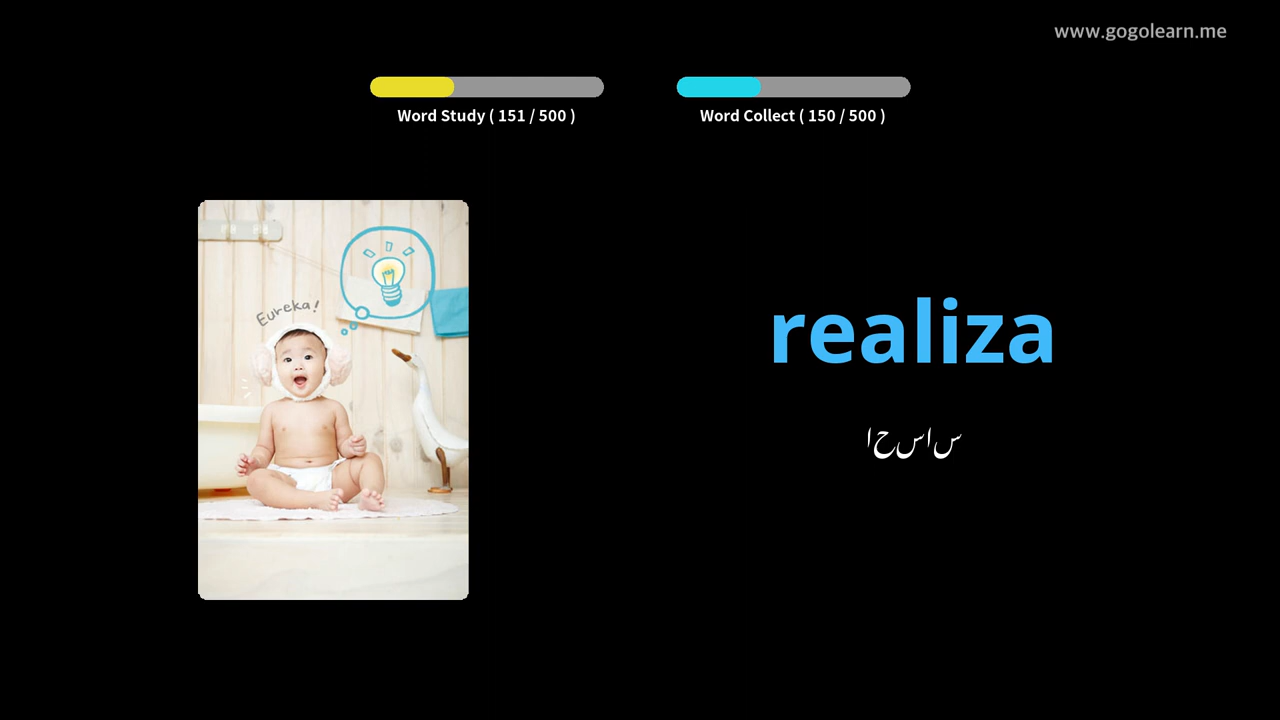 www.gogolearn.me
Word Study ( 151 / 500 )
Word Collect ( 150 / 500 )
Eureka!
realiza
احساس